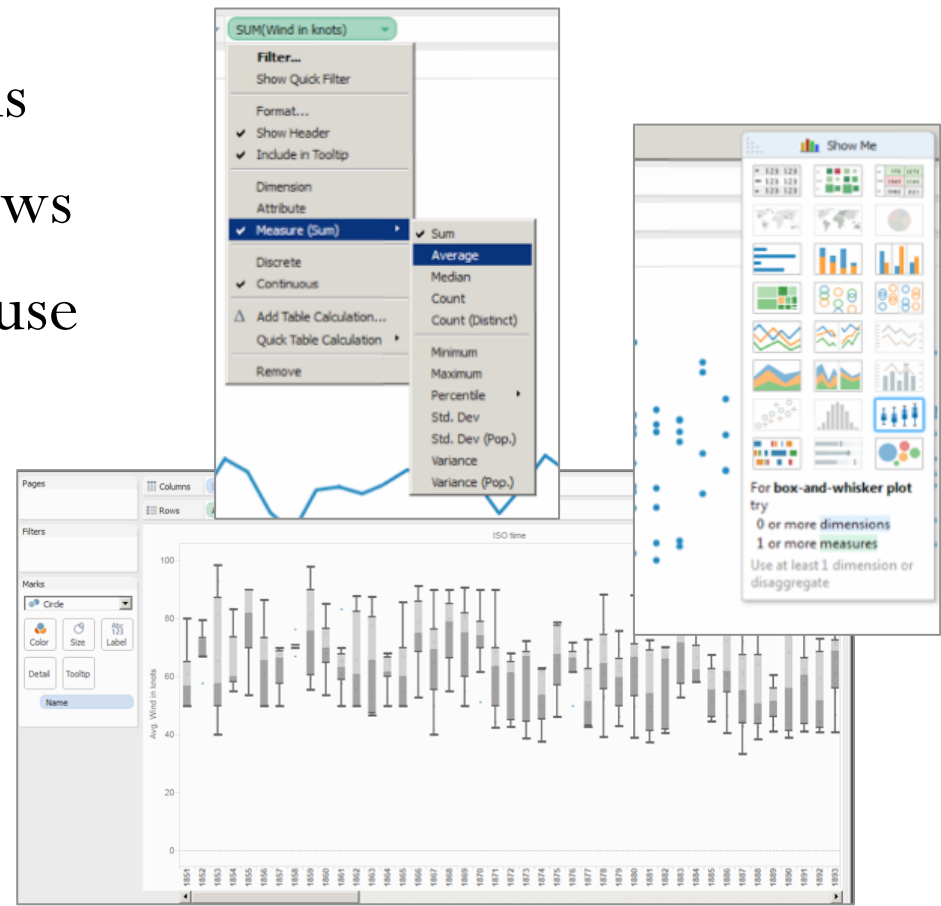 ws
use
SUM(Wind in knots)
Filter...
Show Quick Filter
Format...
Show Header
Include in Tooltip
Dimension
Attribute
Measure (Sum)
Discrete
Continuous
Δ Add Table Calculation...
Quick Table Calculation
Remove
Sum
Average
Median
Count
Count (Distinct)
Minimum
Maximum
Percentile
Std. Dev
Std. Dev (Pop.)
Variance
Variance (Pop.)
Show Me
For box-and-whisker plot
try
0 or more dimensions
1 or more measures
Use at least 1 dimension or
disaggregate
Pages
Columns
Rows
Filters
Marks
Circle
Color Size Label
Detail Tooltip
Name
ISO time
Avg. Wind in knots
100
80
60
40
20
0
1851 1852 1853 1854 1855 1856 1857 1858 1859 1860 1861 1862 1863 1864 1865 1866 1867 1868 1869 1870 1871 1872 1873 1874 1875 1876 1877 1878 1879 1880 1881 1882 1883 1884 1885 1886 1887 1888 1889 1890 1891 1892 1893